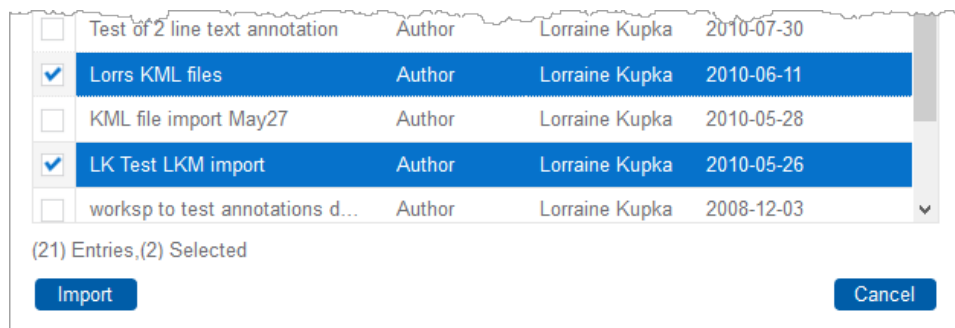 Test of 2 line text annotation Author Lorraine Kupka 2010-07-30
Lorrs KML files Author Lorraine Kupka 2010-06-11
KML file import May27 Author Lorraine Kupka 2010-05-28
LK Test LKM import Author Lorraine Kupka 2010-05-26
worksp to test annotations d... Author Lorraine Kupka 2008-12-03
(21) Entries,(2) Selected
Import Cancel